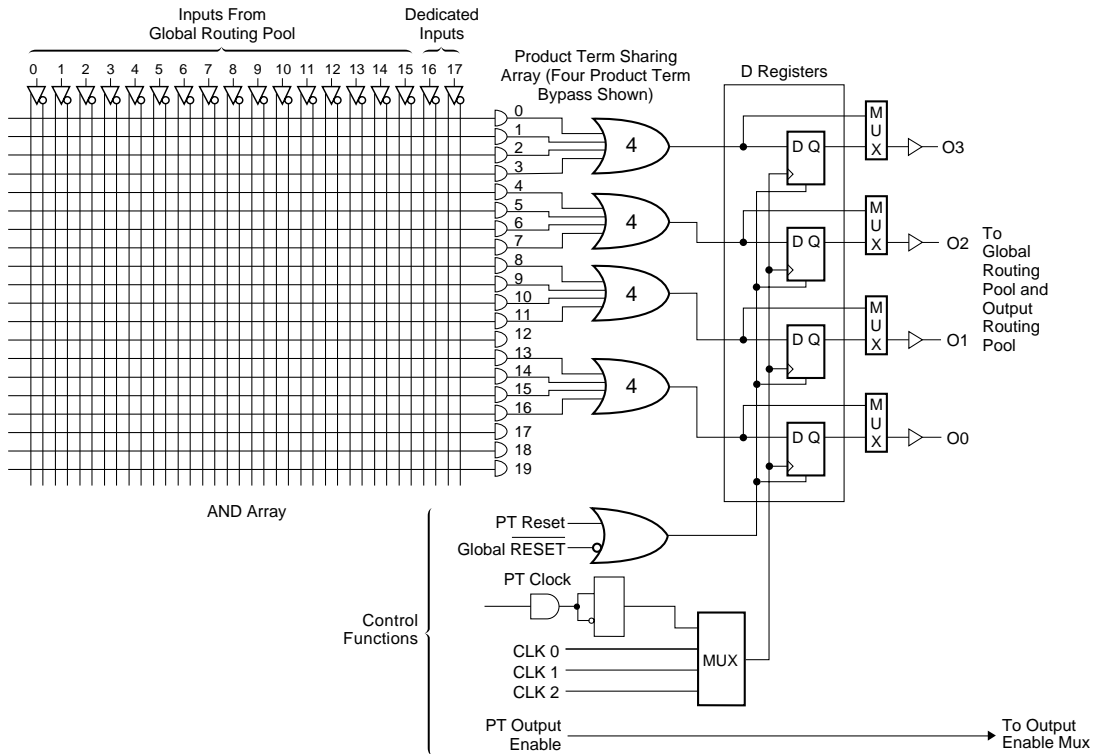 Inputs From
Global Routing Pool
Dedicated
Inputs
0 1 2 3 4 5 6 7 8 9 10 11 12 13 14 15 16 17
Product Term Sharing
Array (Four Product Term
Bypass Shown)
D Registers
0
1
2
3
4
5
6
7
8
9
10
11
12
13
14
15
16
17
18
19
4
4
4
4
D Q
D Q
D Q
D Q
MUX
MUX
MUX
MUX
O3
O2
O1
O0
To
Global
Routing
Pool and
Output
Routing
Pool
AND Array
Control
Functions
PT Reset
Global RESET
PT Clock
CLK 0
CLK 1
CLK 2
MUX
PT Output
Enable
To Output
Enable Mux